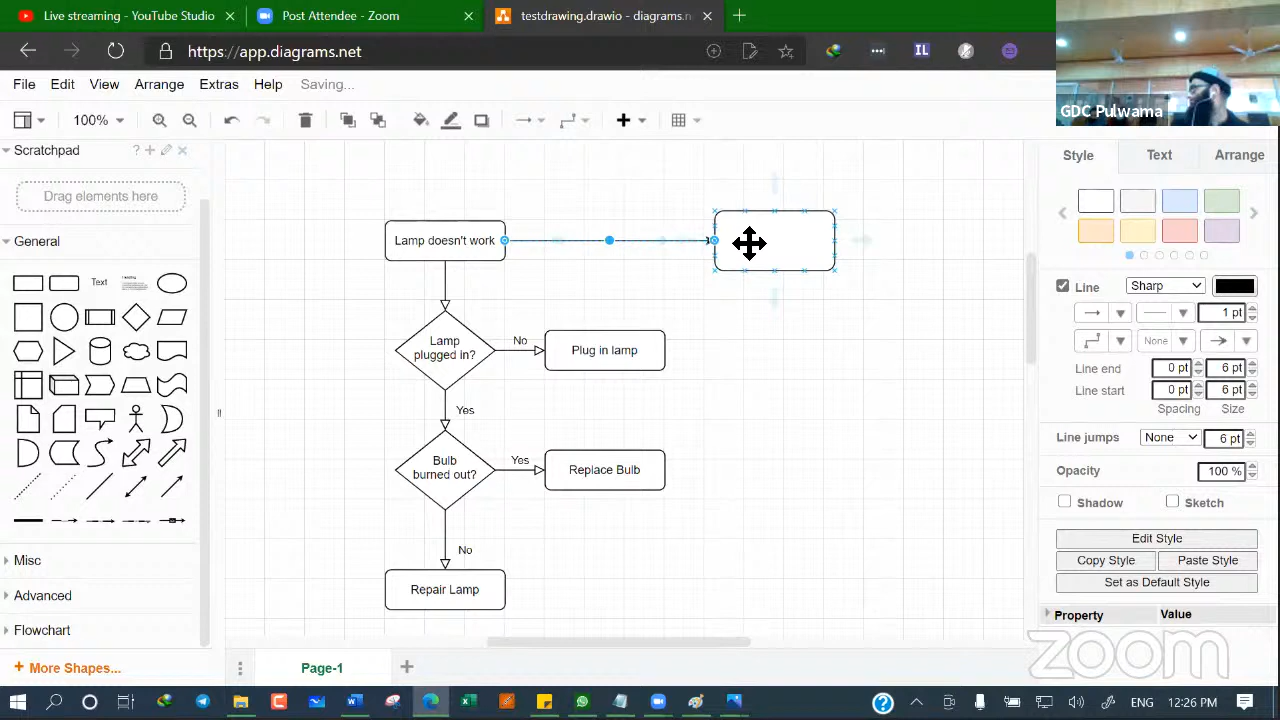 Live streaming - YouTube Studio
Post Attendee - Zoom
testdrawing.drawio - diagrams.n
https://app.diagrams.net
IL
GDC Pulwama
File Edit View Arrange Extras Help Saving...
100%
Scratchpad
?
Drag elements here
General
Text
Misc
Advanced
Flowchart
+ More Shapes...
Lamp doesn't work
Lamp
plugged in?
No
Plug in lamp
Yes
Bulb
burned out?
Yes
Replace Bulb
No
Repair Lamp
Page-1
Style Text Arrange
Line Sharp
1 pt
None
Line end 0 pt 6 pt
Line start 0 pt 6 pt
Spacing Size
Line jumps None 6 pt
Opacity 100 %
Shadow Sketch
Edit Style
Copy Style Paste Style
Set as Default Style
Property Value
zoom
ENG 12:26 PM